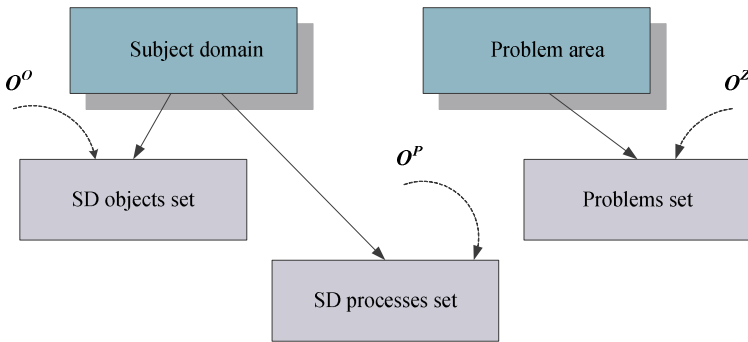 Subject domain
Problem area
O^O
O^Z
O^P
SD objects set
Problems set
SD processes set